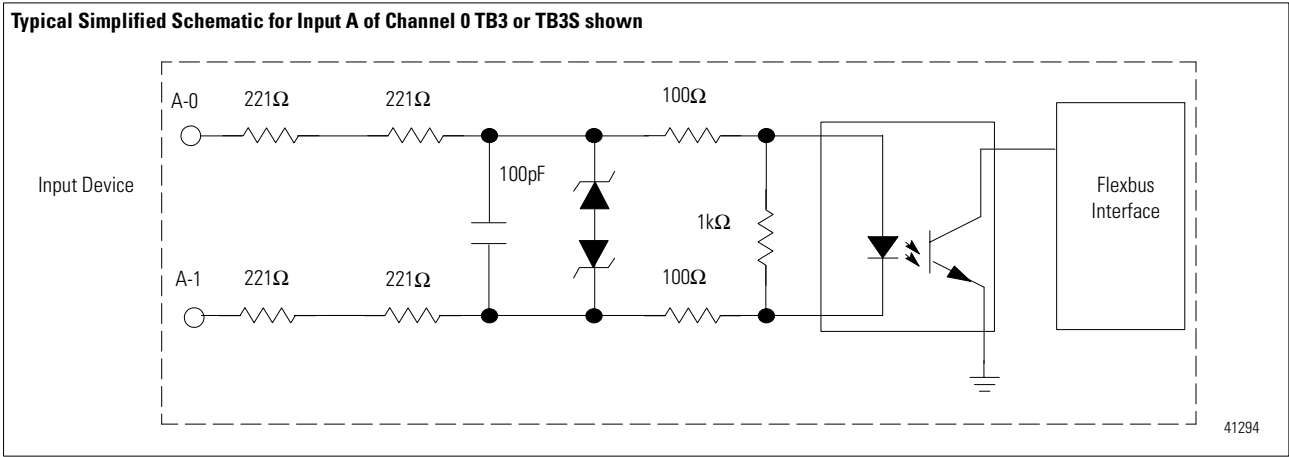 Typical Simplified Schematic for Input A of Channel 0 TB3 or TB3S shown
A-0
221Ω
221Ω
100Ω
100pF
Input Device
1kΩ
Flexbus
Interface
A-1
221Ω
221Ω
100Ω
41294